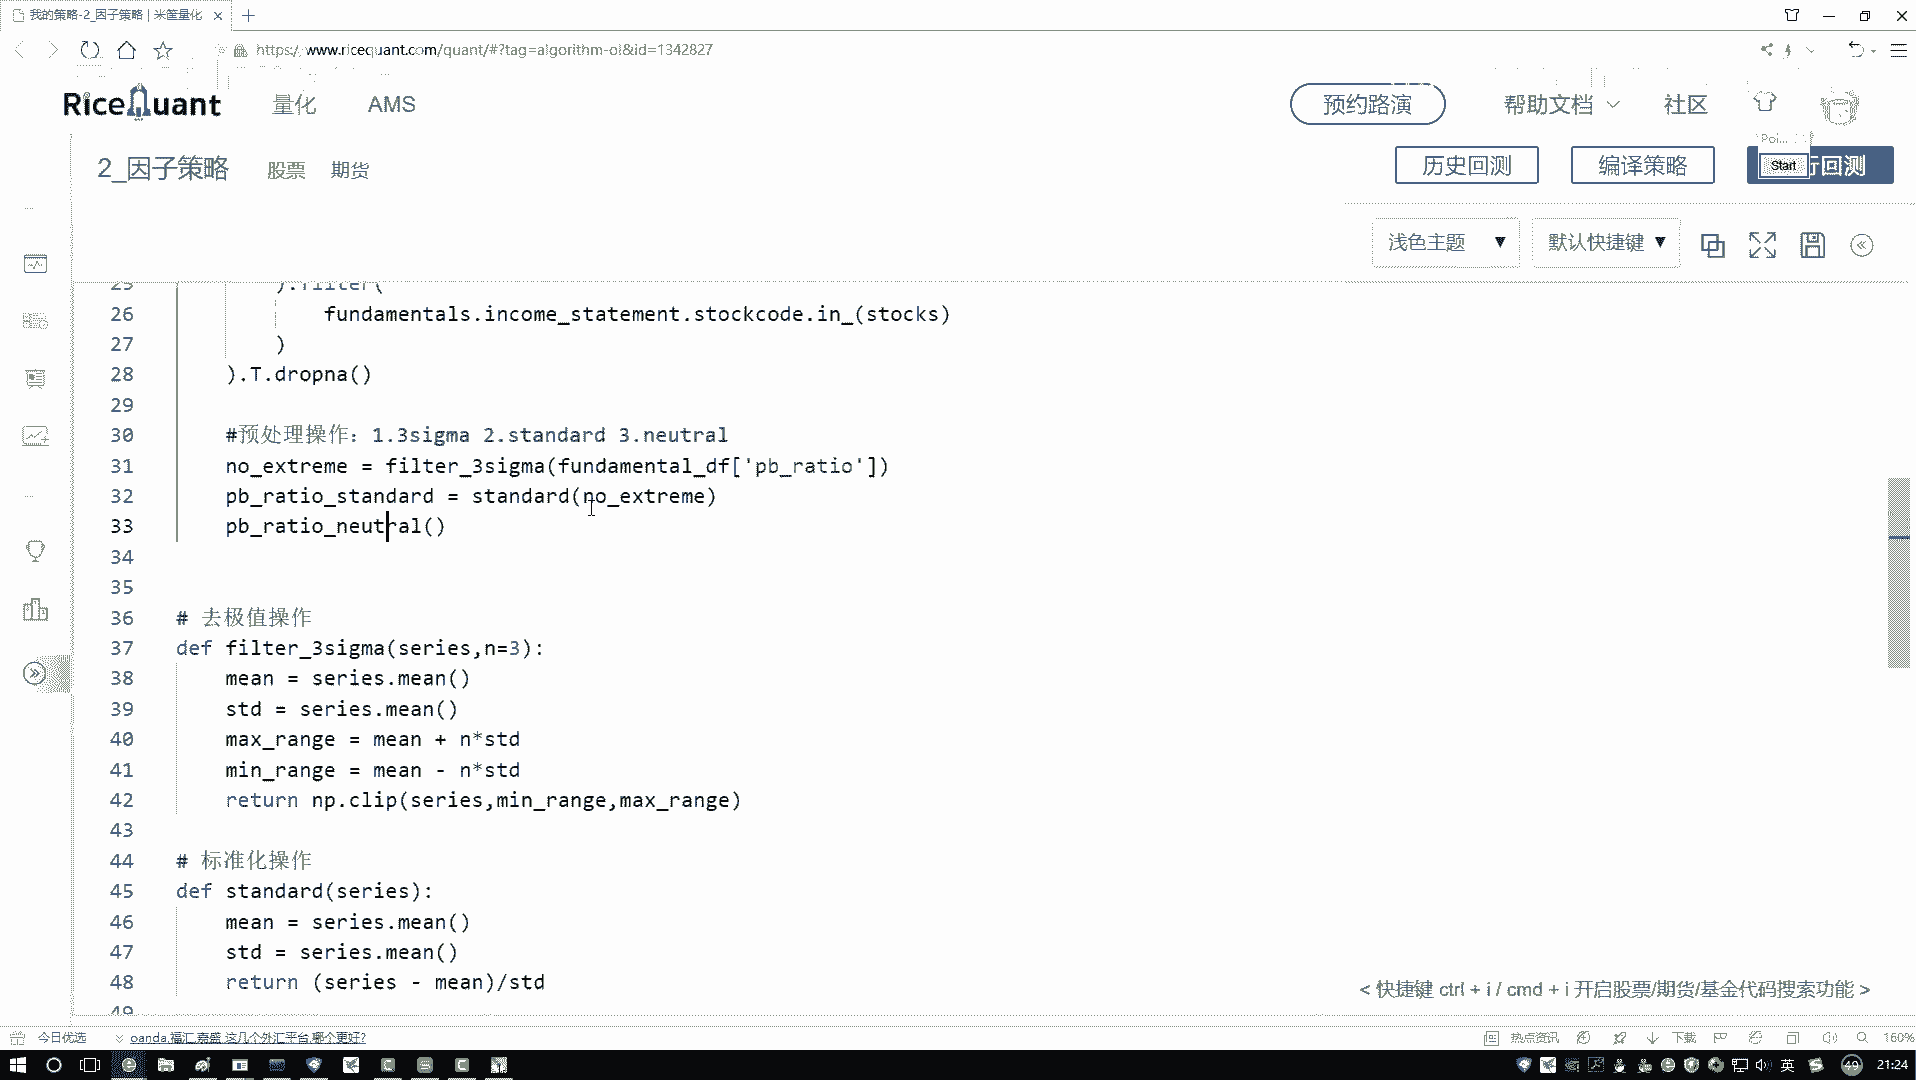 我的策略-2_因子策略 | 米筐量化
https://www.ricequant.com/quant/#?tag=algorithm-ol&id=1342827
RiceQuant 量化 AMS 预约路演 帮助文档 社区
2_因子策略 股票 期货 历史回测 编译策略 Start 行回测
浅色主题 ▼ 默认快捷键 ▼
25 ).filter(
26 fundamentals.income_statement.stockcode.in_(stocks)
27 )
28 ).T.dropna()
29
30 #预处理操作：1.3sigma 2.standard 3.neutral
31 no_extreme = filter_3sigma(fundamental_df['pb_ratio'])
32 pb_ratio_standard = standard(no_extreme)
33 pb_ratio_neutral()
34
35
36 # 去极值操作
37 def filter_3sigma(series,n=3):
38 mean = series.mean()
39 std = series.mean()
40 max_range = mean + n*std
41 min_range = mean - n*std
42 return np.clip(series,min_range,max_range)
43
44 # 标准化操作
45 def standard(series):
46 mean = series.mean()
47 std = series.mean()
48 return (series - mean)/std
49
< 快捷键 ctrl + i / cmd + i 开启股票/期货/基金代码搜索功能 >
今日优选 oanda,福汇,嘉盛,这几个外汇平台,哪个更好? 热点资讯 下载 160%
英 49 21:24